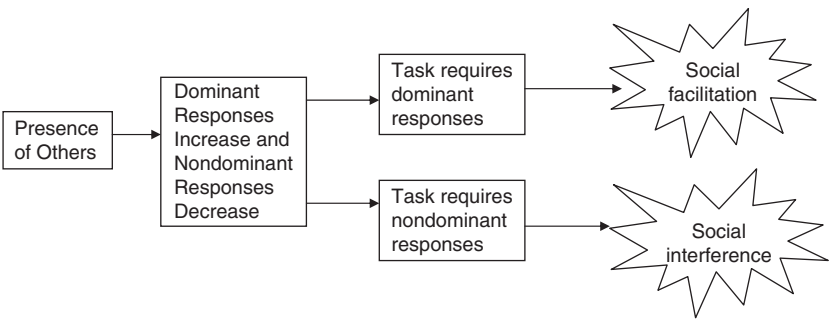 Presence
of Others
Dominant
Responses
Increase and
Nondominant
Responses
Decrease
Task requires
dominant
responses
Social
facilitation
Task requires
nondominant
responses
Social
interference